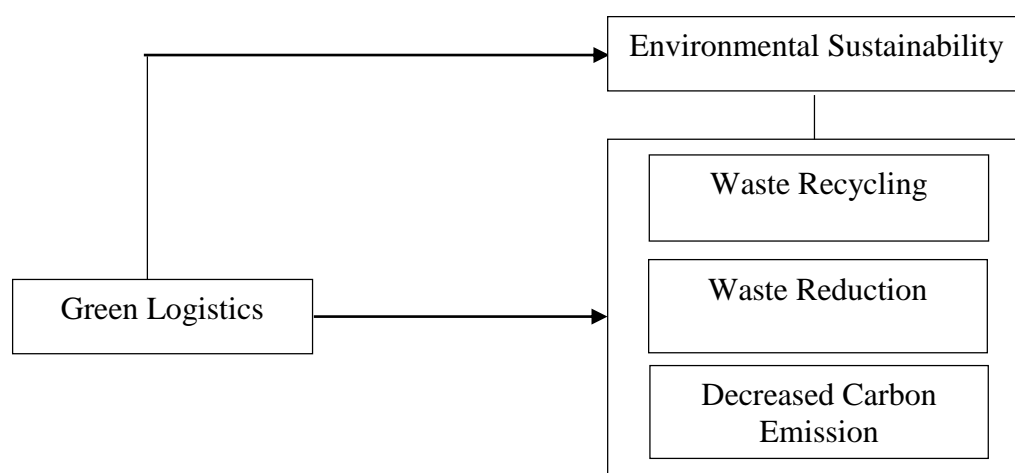 Environmental Sustainability
Waste Recycling
Green Logistics
Waste Reduction
Decreased Carbon
Emission